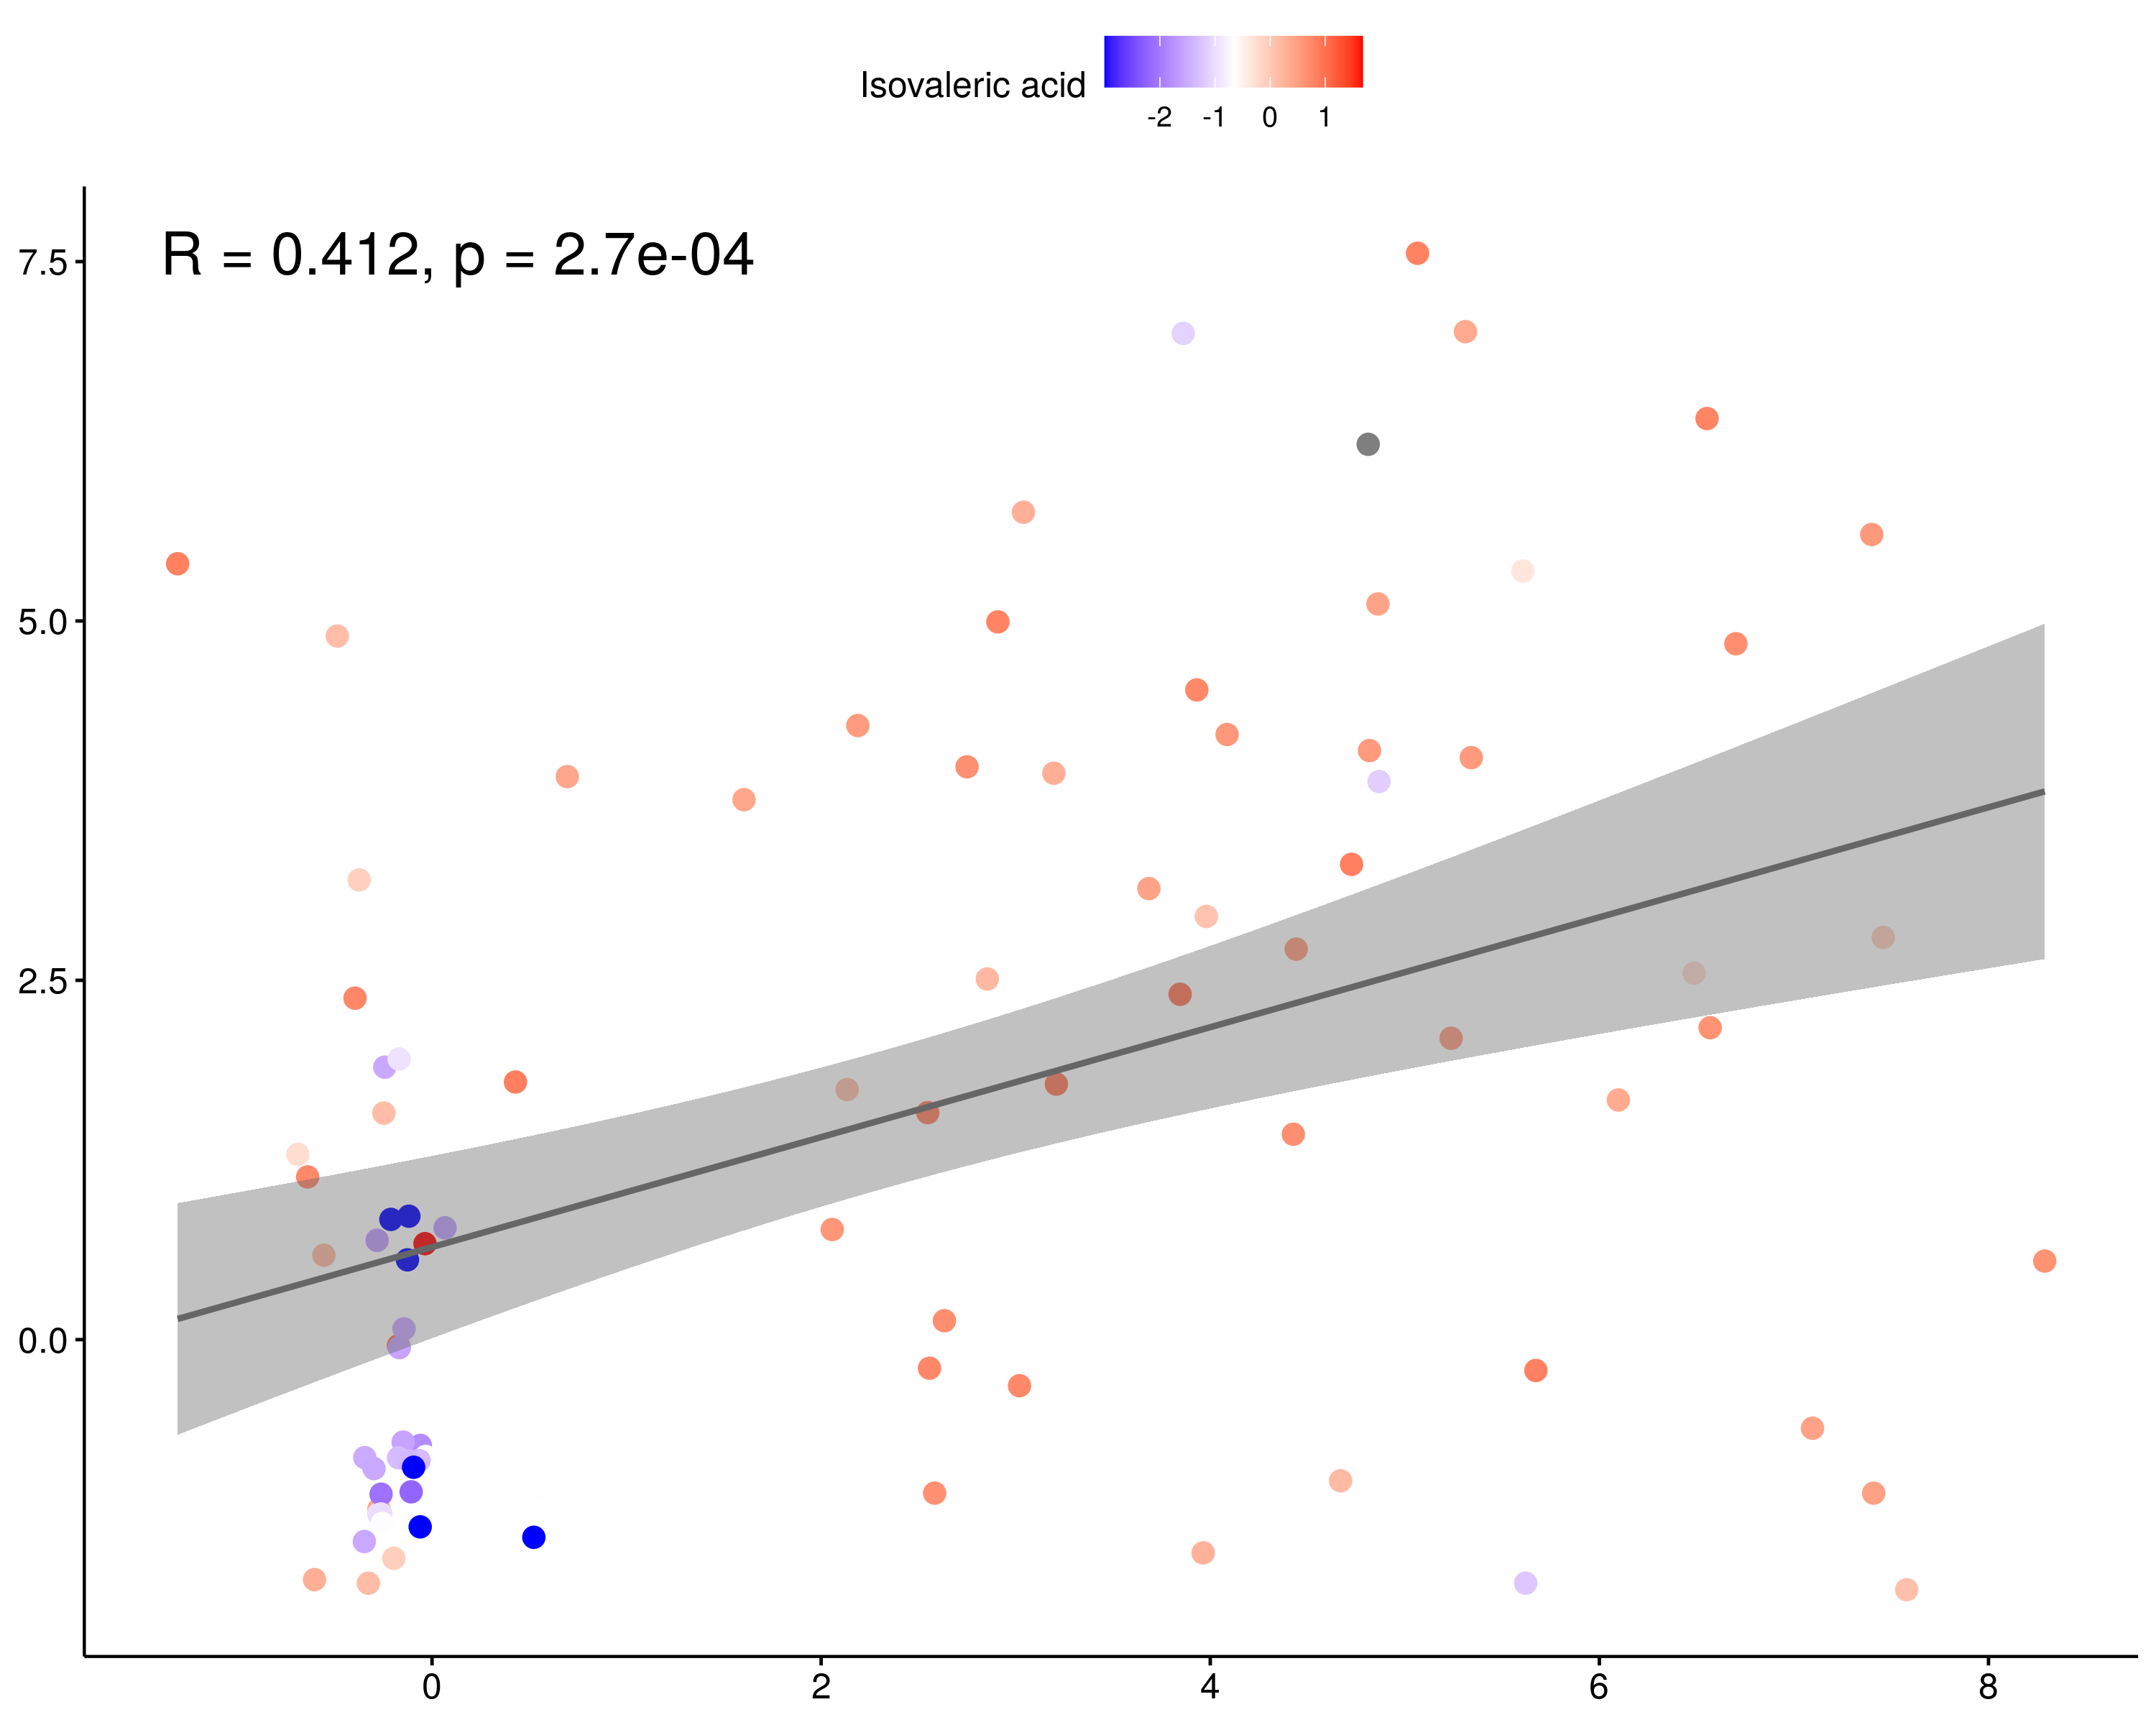 Isovaleric acid
-2 -1 0 1
R = 0.412, p = 2.7e-04
7.5
5.0
2.5
0.0
0 2 4 6 8